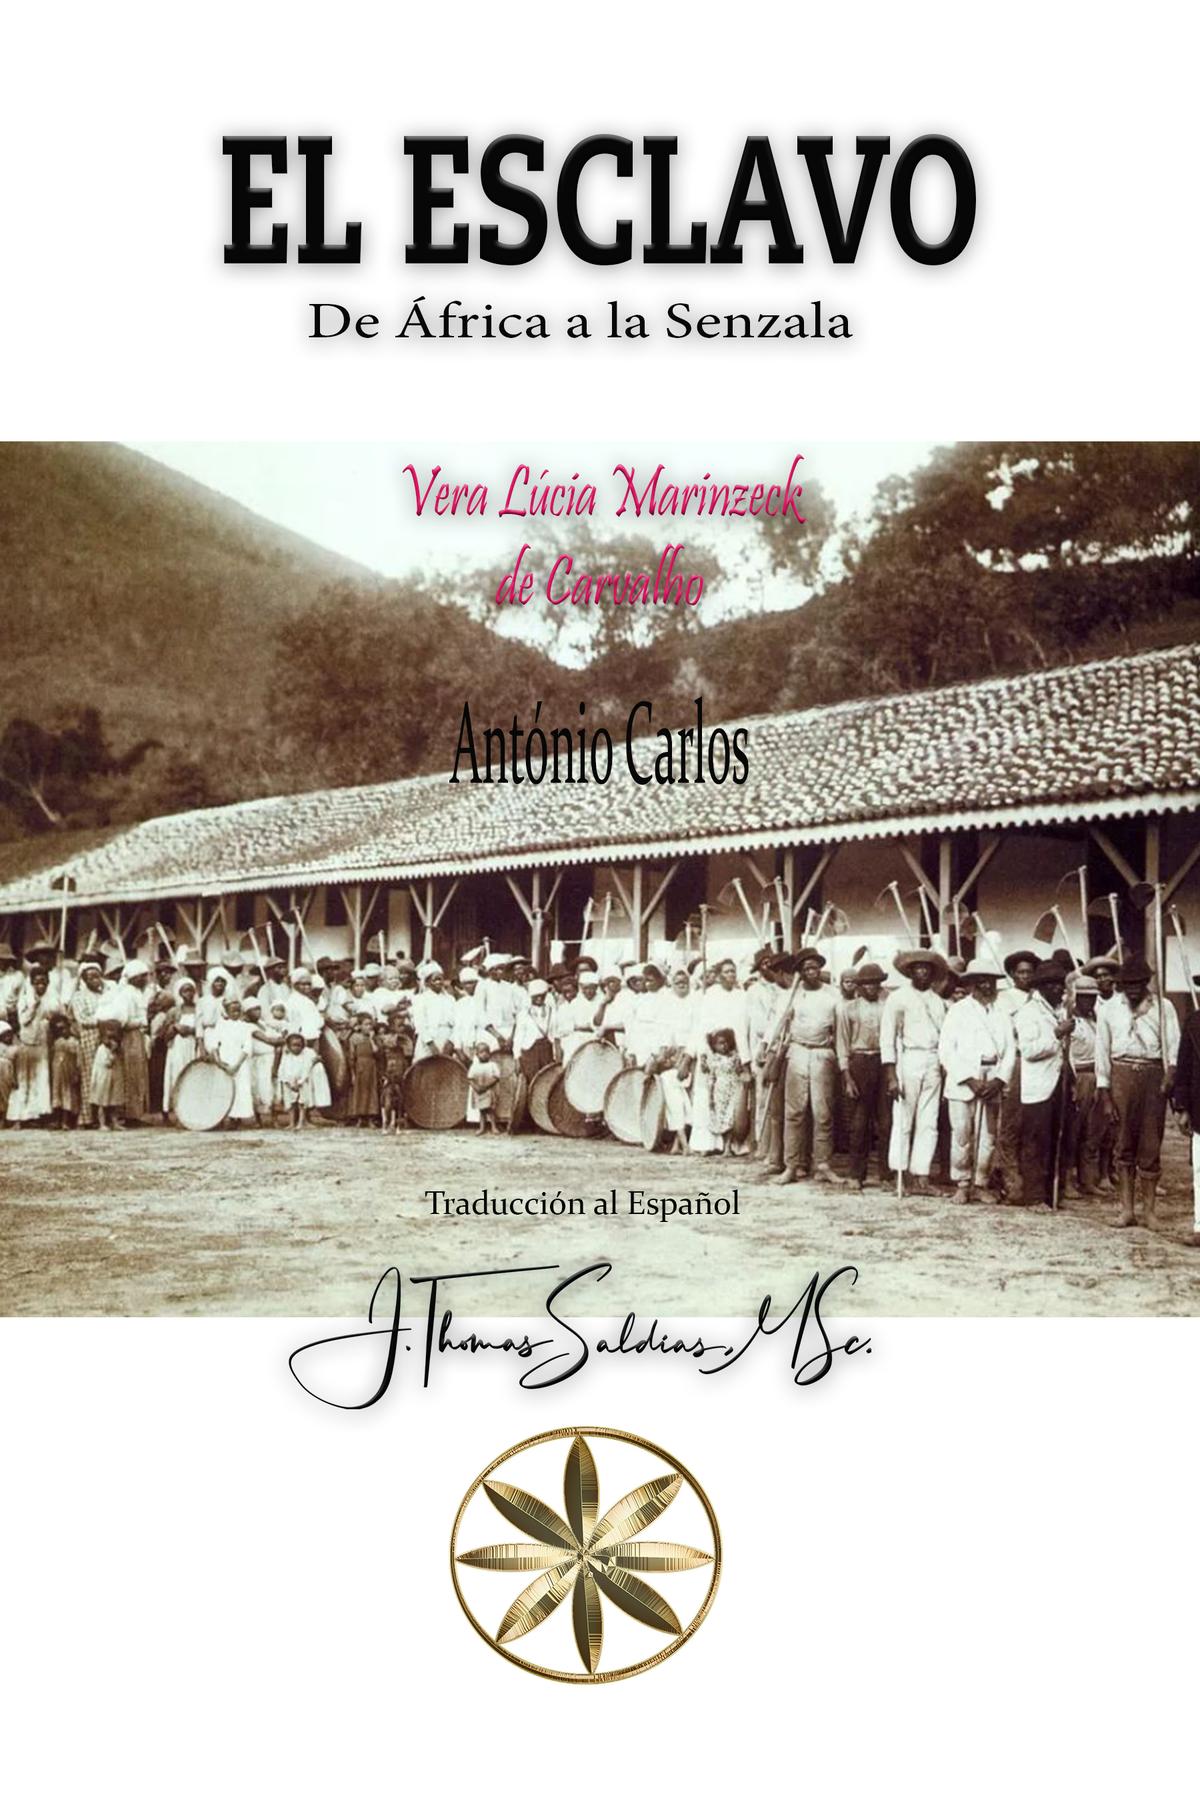 EL ESCLAVO
De África a la Senzala
Vera Lúcia Marinzeck
de Carvalho
António Carlos
Traducción al Español
J.Thomas Saldias, MSc.